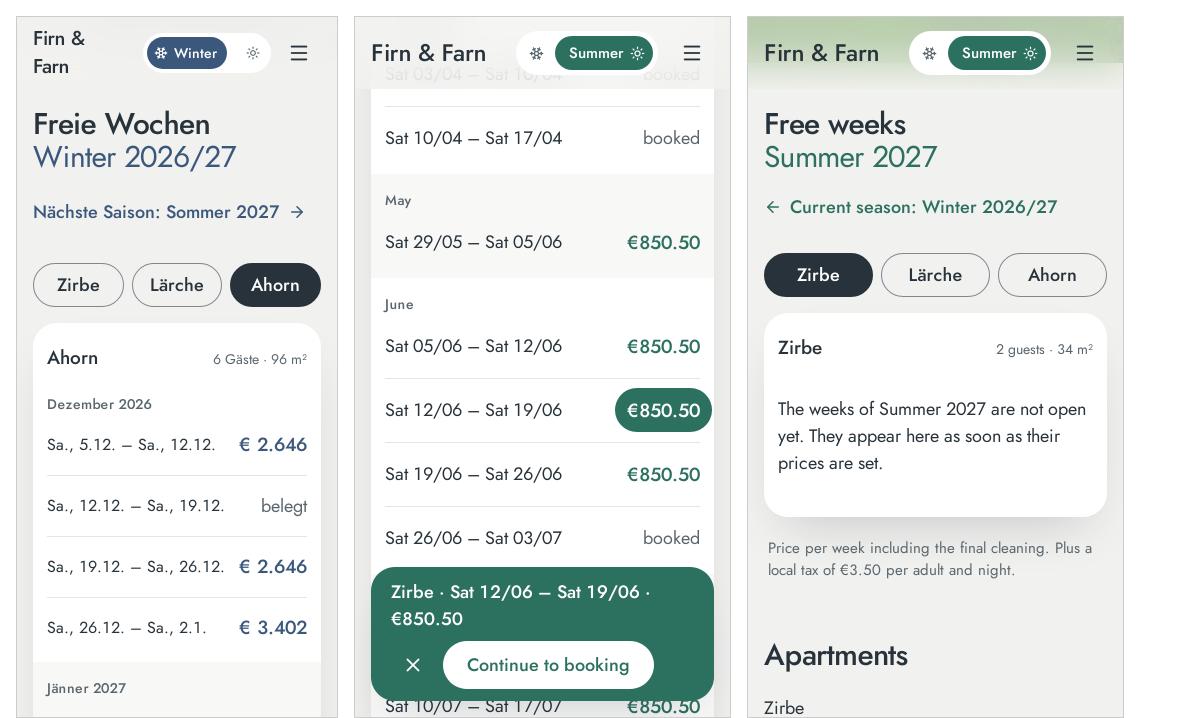 Firn &
Farn
Winter
Freie Wochen
Winter 2026/27
Nächste Saison: Sommer 2027 →
Zirbe
Lärche
Ahorn
Ahorn
6 Gäste · 96 m²
Dezember 2026
Sa., 5.12. – Sa., 12.12. € 2.646
Sa., 12.12. – Sa., 19.12. belegt
Sa., 19.12. – Sa., 26.12. € 2.646
Sa., 26.12. – Sa., 2.1. € 3.402
Jänner 2027
Firn & Farn
Summer
Sat 03/04 – Sat 10/04 booked
Sat 10/04 – Sat 17/04 booked
May
Sat 29/05 – Sat 05/06 €850.50
June
Sat 05/06 – Sat 12/06 €850.50
Sat 12/06 – Sat 19/06 €850.50
Sat 19/06 – Sat 26/06 €850.50
Sat 26/06 – Sat 03/07 booked
Zirbe · Sat 12/06 – Sat 19/06 ·
€850.50
Continue to booking
Sat 10/07 – Sat 17/07 €850.50
Firn & Farn
Summer
Free weeks
Summer 2027
← Current season: Winter 2026/27
Zirbe
Lärche
Ahorn
Zirbe
2 guests · 34 m²
The weeks of Summer 2027 are not open
yet. They appear here as soon as their
prices are set.
Price per week including the final cleaning. Plus a
local tax of €3.50 per adult and night.
Apartments
Zirbe